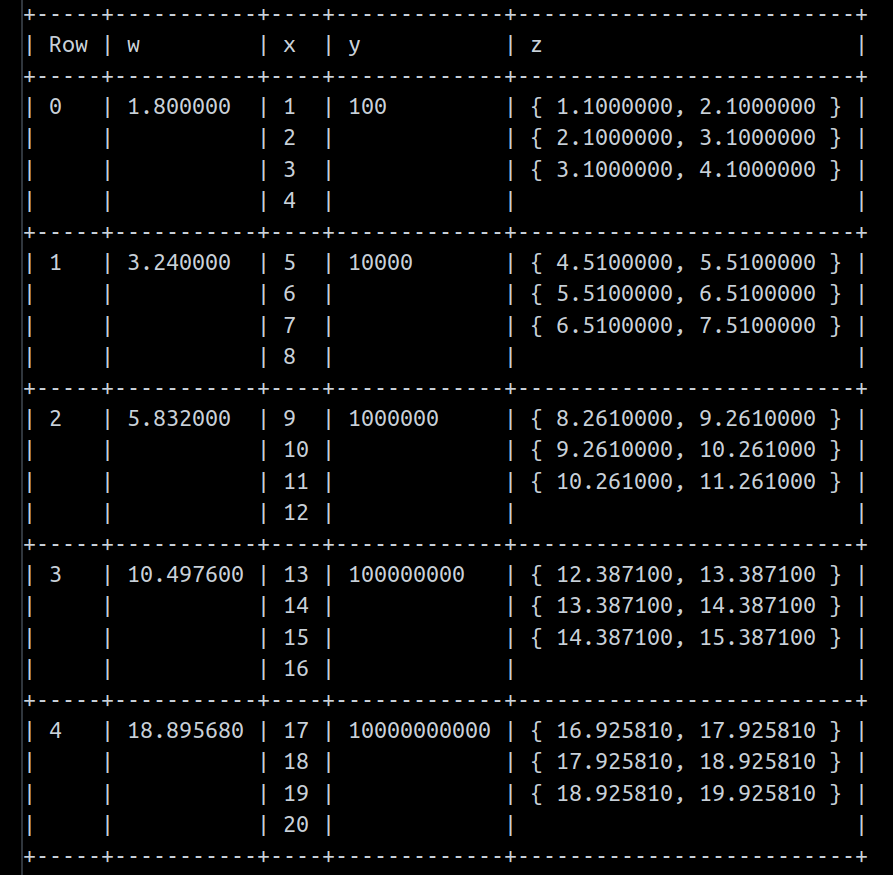 +-----+-----------+----+-------------+--------------------------+
| Row | w         | x  | y           | z                        |
+-----+-----------+----+-------------+--------------------------+
| 0   | 1.800000  | 1  | 100         | { 1.1000000, 2.1000000 } |
|     |           | 2  |             | { 2.1000000, 3.1000000 } |
|     |           | 3  |             | { 3.1000000, 4.1000000 } |
|     |           | 4  |             |                          |
+-----+-----------+----+-------------+--------------------------+
| 1   | 3.240000  | 5  | 10000       | { 4.5100000, 5.5100000 } |
|     |           | 6  |             | { 5.5100000, 6.5100000 } |
|     |           | 7  |             | { 6.5100000, 7.5100000 } |
|     |           | 8  |             |                          |
+-----+-----------+----+-------------+--------------------------+
| 2   | 5.832000  | 9  | 1000000     | { 8.2610000, 9.2610000 } |
|     |           | 10 |             | { 9.2610000, 10.261000 } |
|     |           | 11 |             | { 10.261000, 11.261000 } |
|     |           | 12 |             |                          |
+-----+-----------+----+-------------+--------------------------+
| 3   | 10.497600 | 13 | 100000000   | { 12.387100, 13.387100 } |
|     |           | 14 |             | { 13.387100, 14.387100 } |
|     |           | 15 |             | { 14.387100, 15.387100 } |
|     |           | 16 |             |                          |
+-----+-----------+----+-------------+--------------------------+
| 4   | 18.895680 | 17 | 10000000000 | { 16.925810, 17.925810 } |
|     |           | 18 |             | { 17.925810, 18.925810 } |
|     |           | 19 |             | { 18.925810, 19.925810 } |
|     |           | 20 |             |                          |
+-----+-----------+----+-------------+--------------------------+